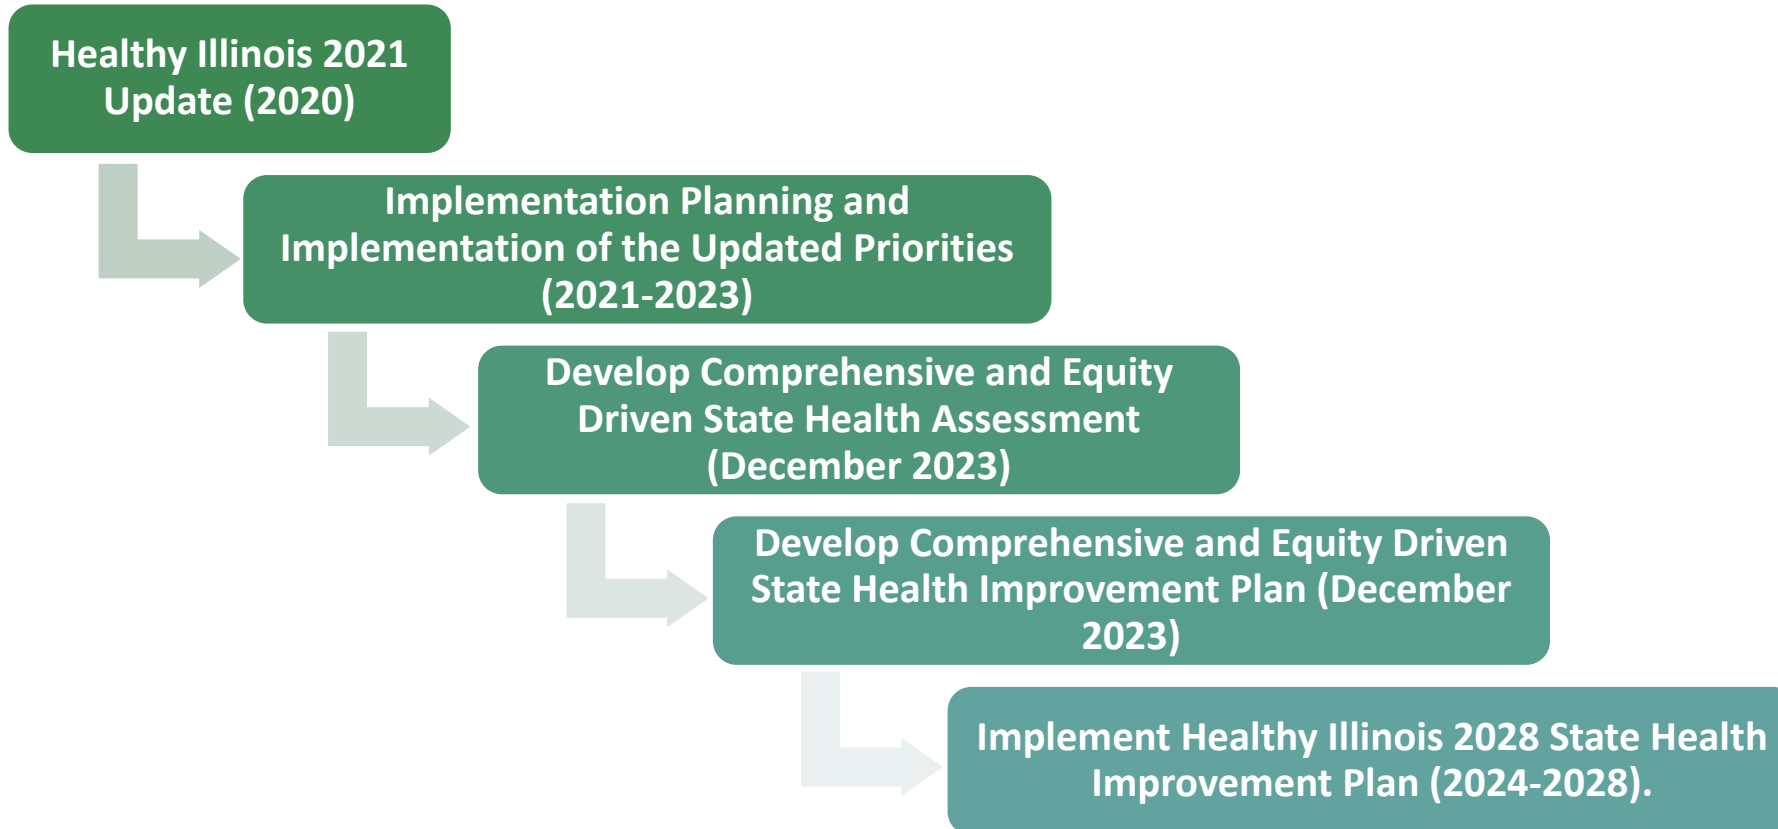 Healthy Illinois 2021
Update (2020)
Implementation Planning and
Implementation of the Updated Priorities
(2021-2023)
Develop Comprehensive and Equity
Driven State Health Assessment
(December 2023)
Develop Comprehensive and Equity Driven
State Health Improvement Plan (December
2023)
Implement Healthy Illinois 2028 State Health
Improvement Plan (2024-2028).